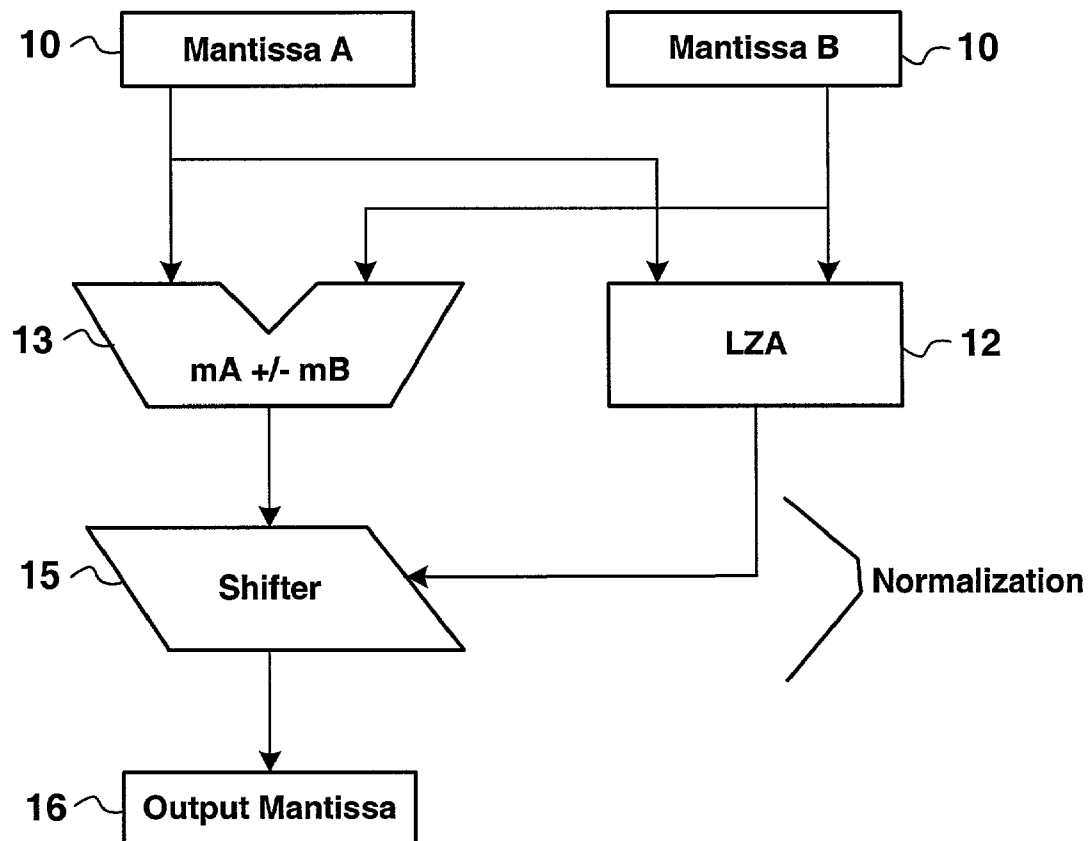 10
Mantissa A
Mantissa B
10
13
mA +/- mB
LZA
12
15
Shifter
Normalization
16
Output Mantissa